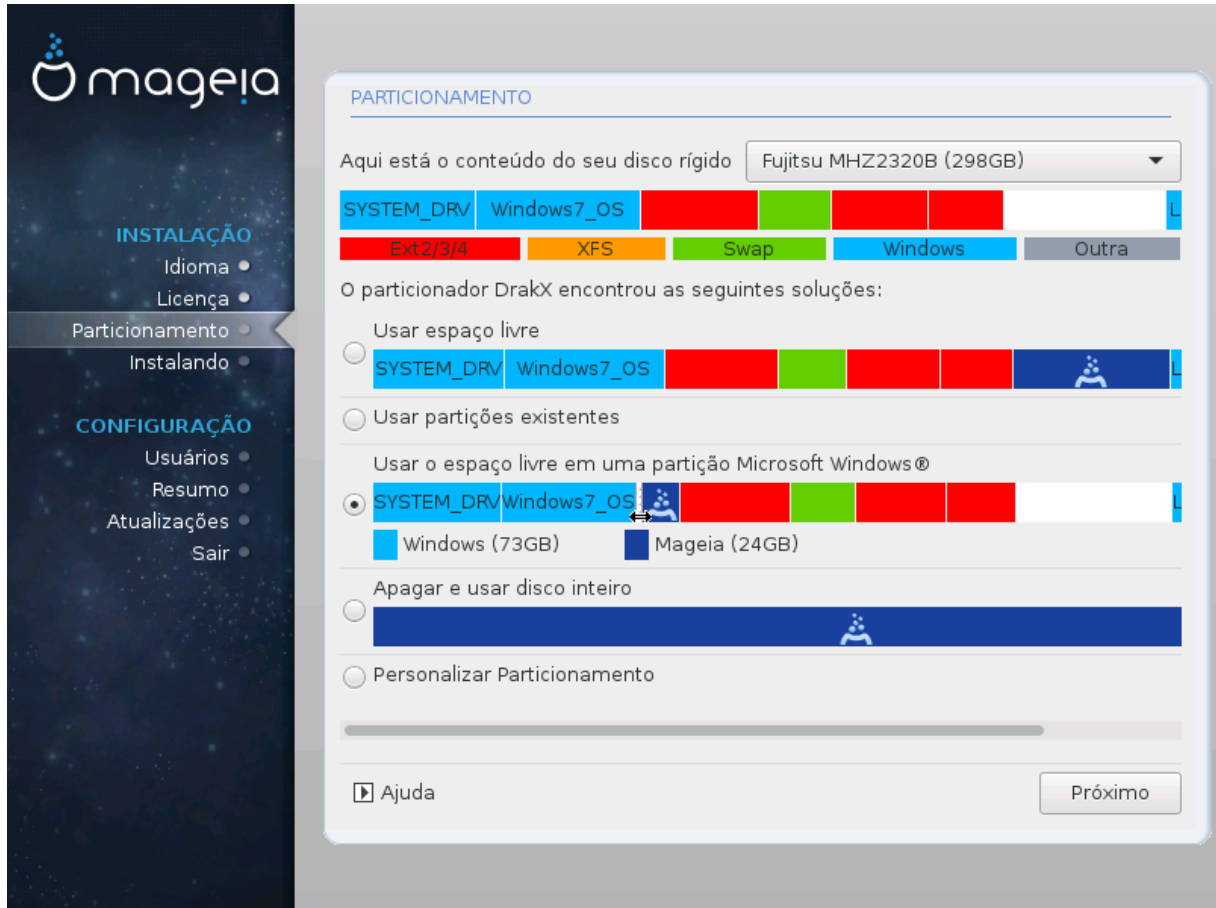 mageia
INSTALAÇÃO
Idioma
Licença
Particionamento
Instalando
CONFIGURAÇÃO
Usuários
Resumo
Atualizações
Sair
PARTICIONAMENTO
Aqui está o conteúdo do seu disco rígido Fujitsu MHZ2320B (298GB)
SYSTEM_DRV Windows7_OS L
Ext2/3/4 XFS Swap Windows Outra
O particionador DrakX encontrou as seguintes soluções:
Usar espaço livre
SYSTEM_DRV Windows7_OS L
Usar partições existentes
Usar o espaço livre em uma partição Microsoft Windows®
SYSTEM_DRV Windows7_OS L
Windows (73GB) Mageia (24GB)
Apagar e usar disco inteiro
Personalizar Particionamento
Ajuda Próximo